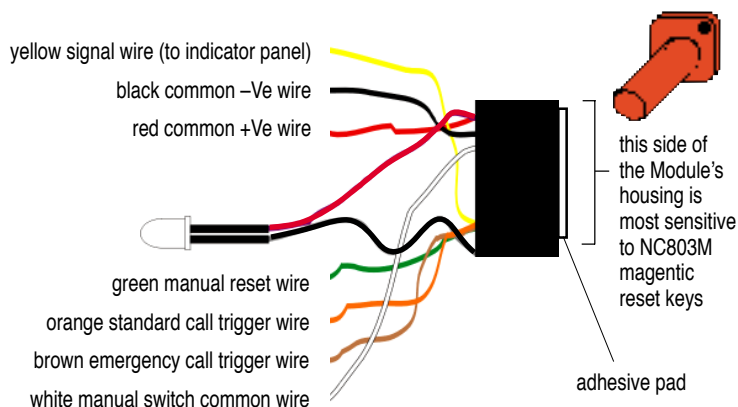 yellow signal wire (to indicator panel)
black common –Ve wire
red common +Ve wire
green manual reset wire
orange standard call trigger wire
brown emergency call trigger wire
white manual switch common wire
this side of
the Module’s
housing is
most sensitive
to NC803M
magentic
reset keys
adhesive pad